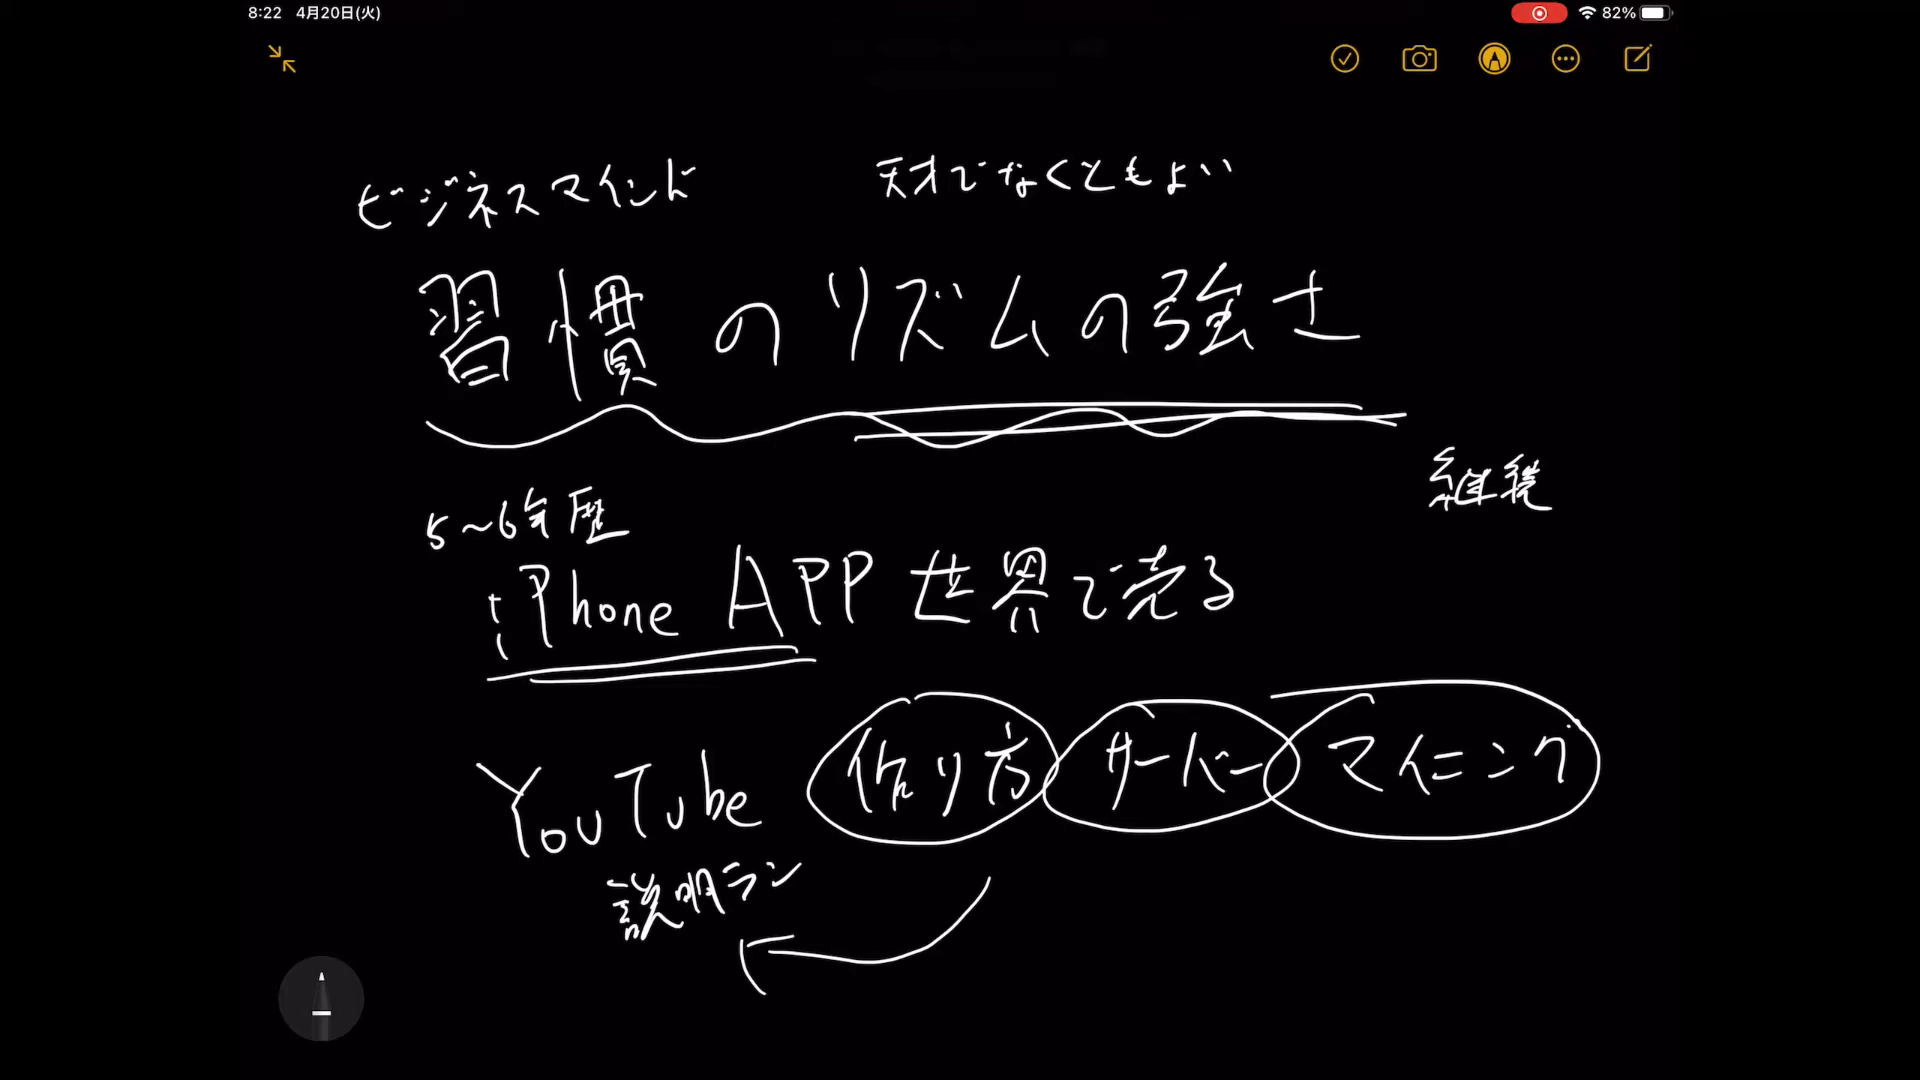 8:22 4月20日(火) 82%
ビジネスマインド 天才でなくともよい
習慣のリズムの強さ
継続
5〜6年歴
iPhone APP 世界で売る
YouTube 作り方 サーバー マイニング
説明ラン